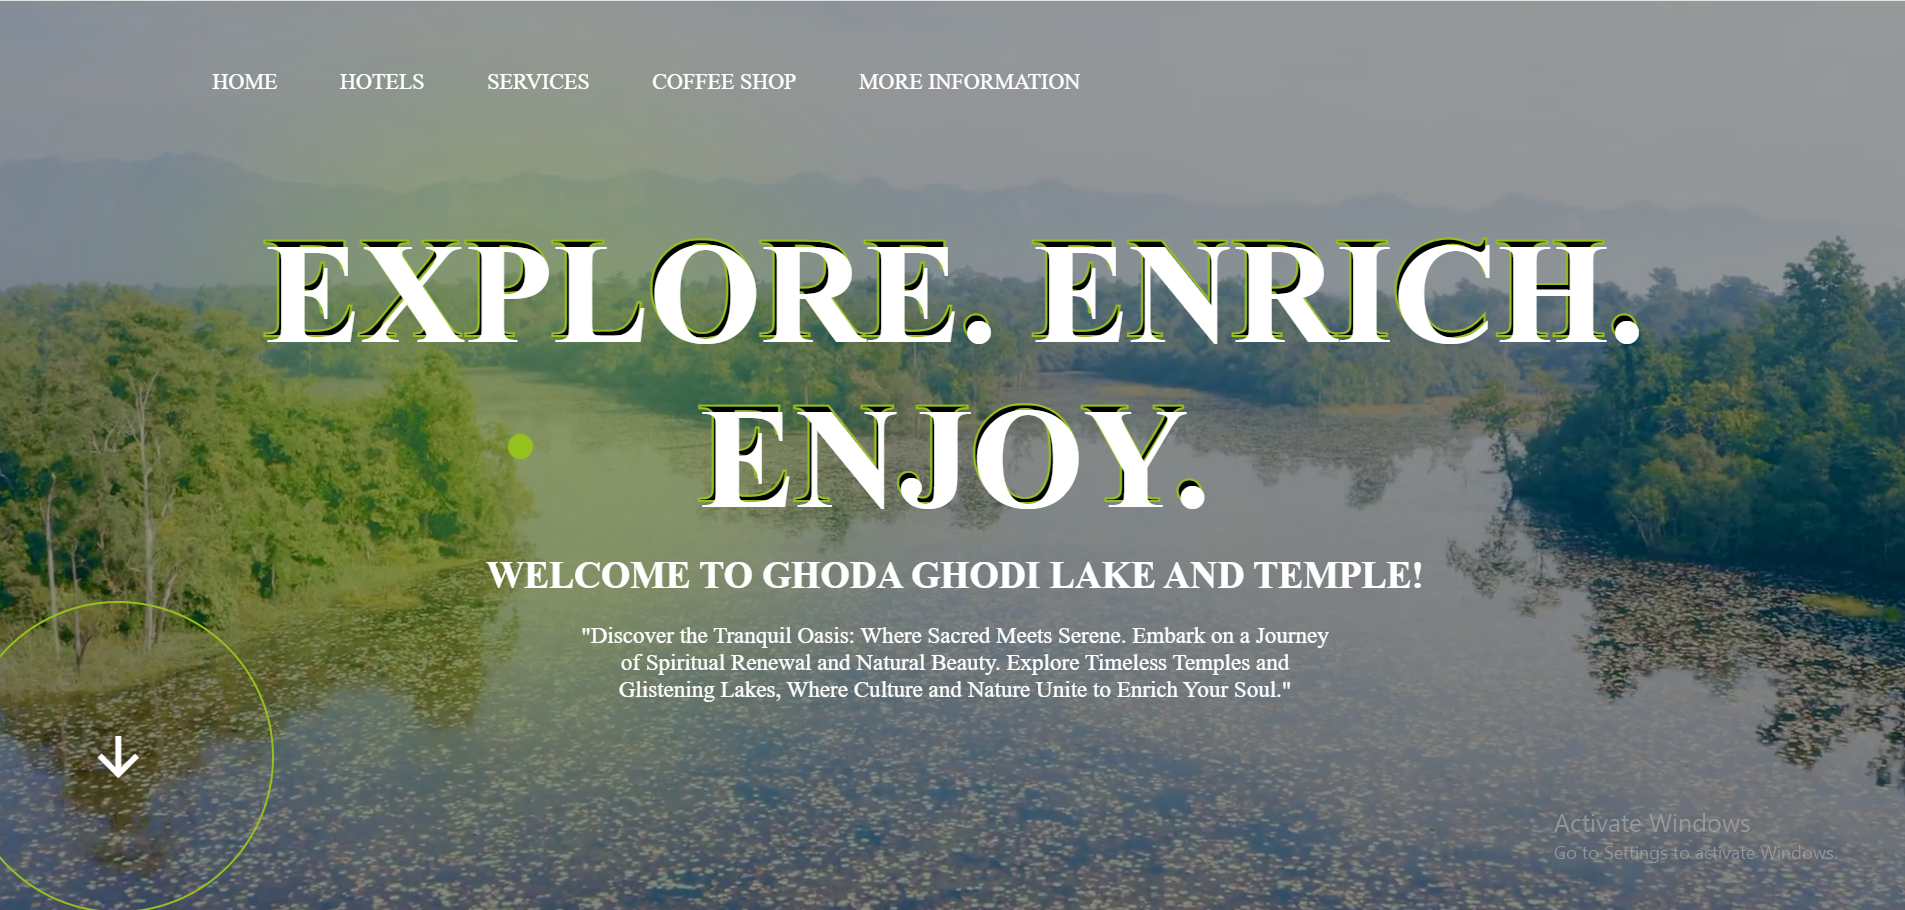 HOME HOTELS SERVICES COFFEE SHOP MORE INFORMATION
EXPLORE. ENRICH.
ENJOY.
WELCOME TO GHODA GHODI LAKE AND TEMPLE!
"Discover the Tranquil Oasis: Where Sacred Meets Serene. Embark on a Journey
of Spiritual Renewal and Natural Beauty. Explore Timeless Temples and
Glistening Lakes, Where Culture and Nature Unite to Enrich Your Soul."
Activate Windows
Go to Settings to activate Windows.